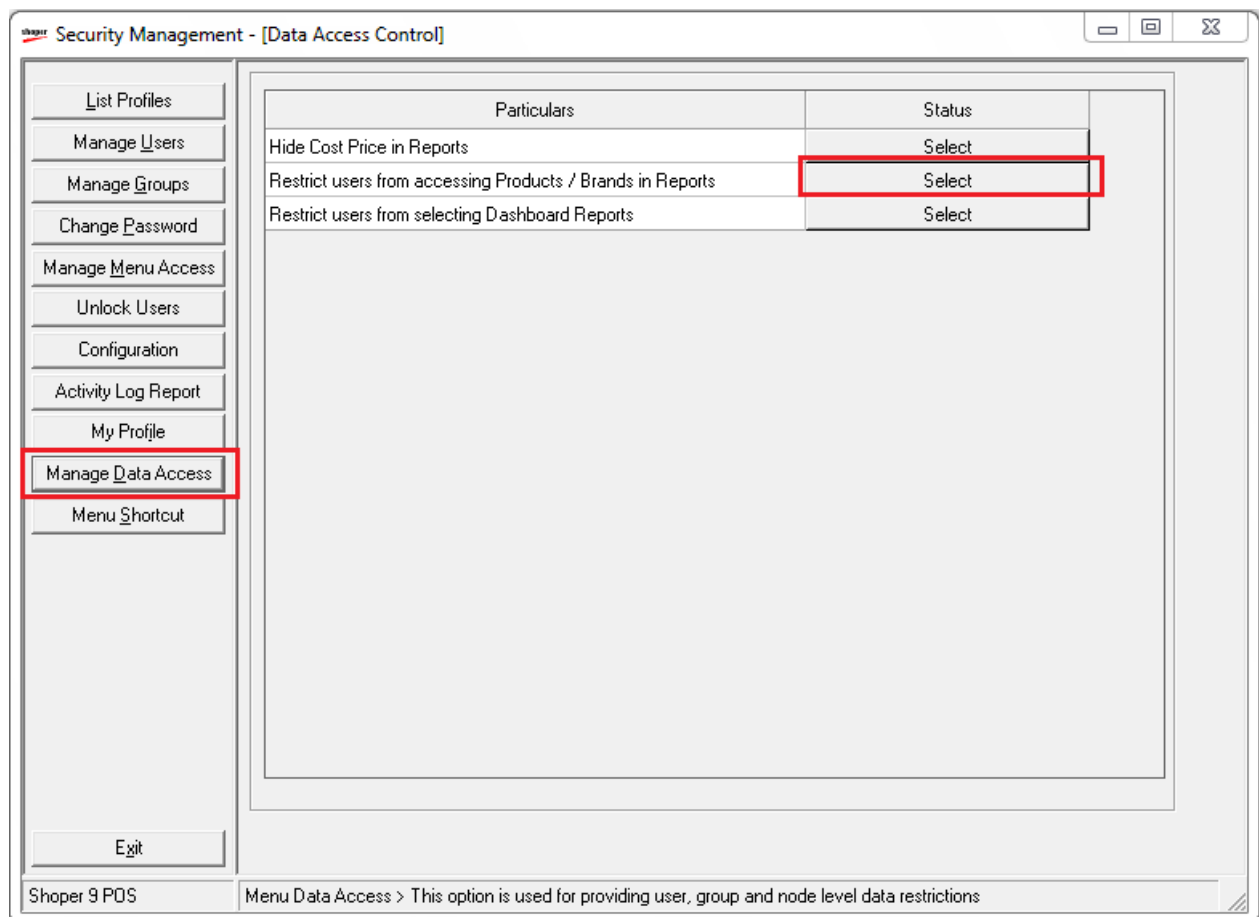 shoper Security Management - [Data Access Control]
List Profiles
Manage Users
Manage Groups
Change Password
Manage Menu Access
Unlock Users
Configuration
Activity Log Report
My Profile
Manage Data Access
Menu Shortcut
Exit
Particulars Status
Hide Cost Price in Reports Select
Restrict users from accessing Products / Brands in Reports Select
Restrict users from selecting Dashboard Reports Select
Shoper 9 POS Menu Data Access > This option is used for providing user, group and node level data restrictions